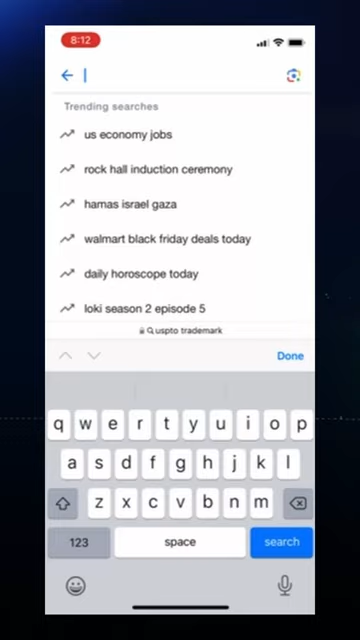 8:12
Trending searches
us economy jobs
rock hall induction ceremony
hamas israel gaza
walmart black friday deals today
daily horoscope today
loki season 2 episode 5
uspto trademark
Done
q w e r t y u i o p
a s d f g h j k l
z x c v b n m
123 space search